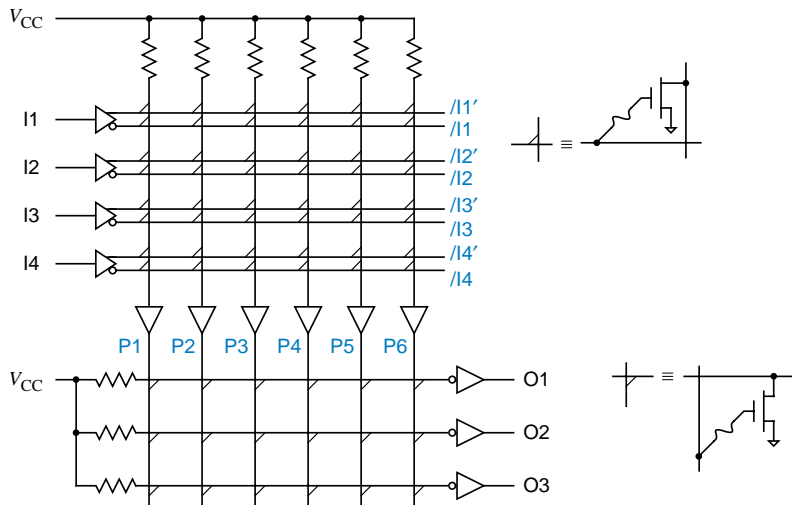 VCC
I1
/I1′
/I1
I2
/I2′
/I2
≡
I3
/I3′
/I3
I4
/I4′
/I4
P1 P2 P3 P4 P5 P6
VCC
O1
≡
O2
O3